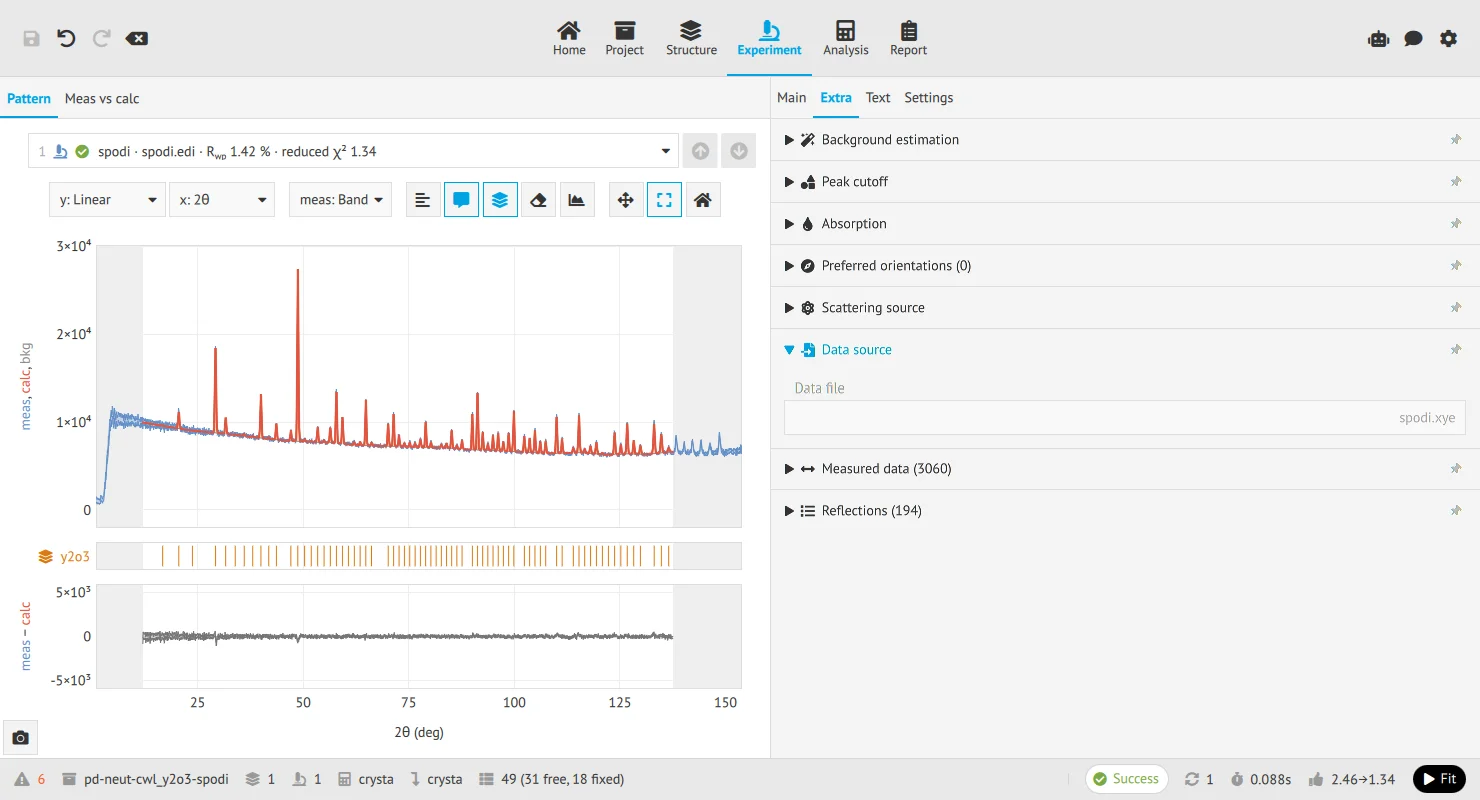 Home
Project
Structure
Experiment
Analysis
Report
Pattern
Meas vs calc
1 spodi · spodi.edi · Rwp 1.42 % · reduced χ² 1.34
y: Linear
x: 2θ
meas: Band
3×10⁴
2×10⁴
1×10⁴
0
meas, calc, bkg
y2o3
5×10³
0
-5×10³
meas − calc
25 50 75 100 125 150
2θ (deg)
Main
Extra
Text
Settings
Background estimation
Peak cutoff
Absorption
Preferred orientations (0)
Scattering source
Data source
Data file
spodi.xye
Measured data (3060)
Reflections (194)
6 pd-neut-cwl_y2o3-spodi 1 1 crysta crysta 49 (31 free, 18 fixed)
Success 1 0.088s 2.46→1.34 Fit